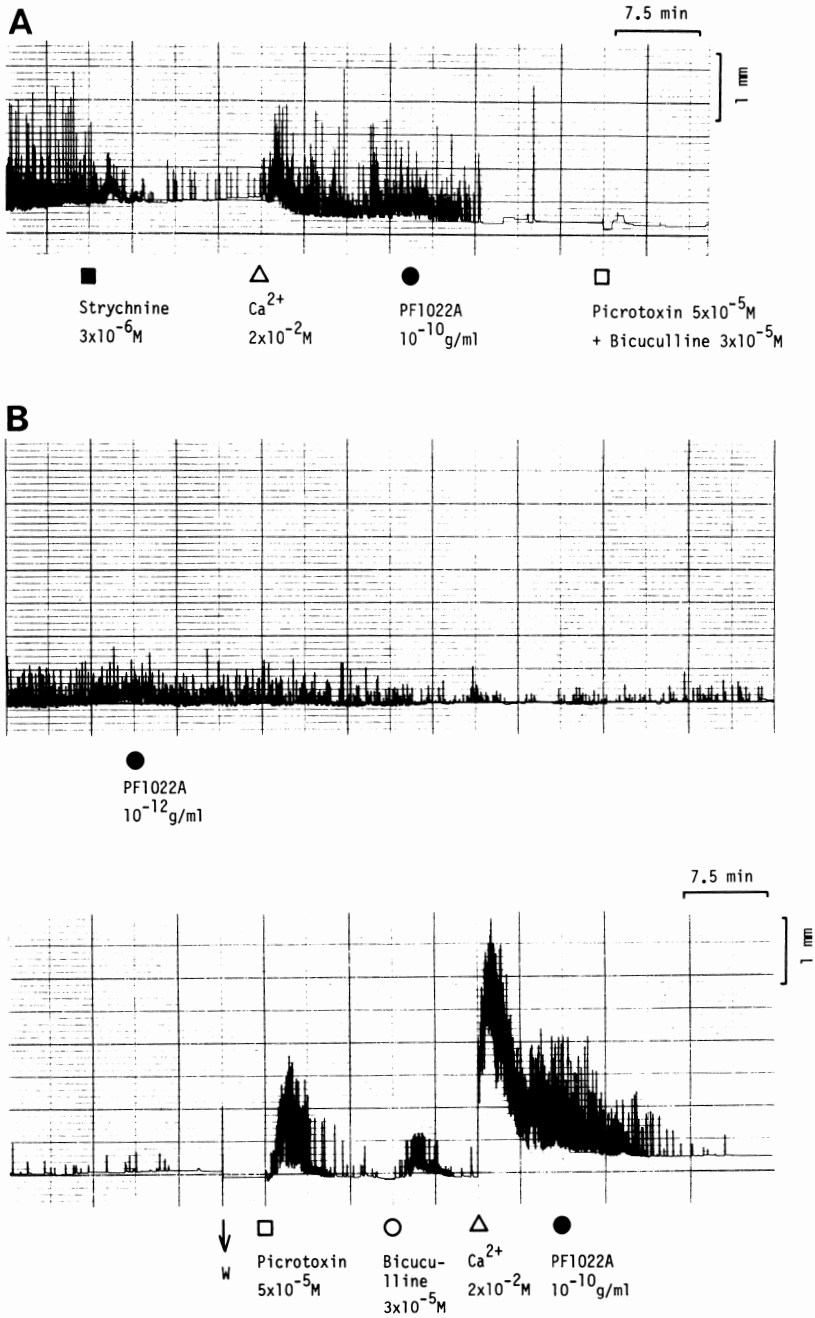 A
7.5 min
1 mm
Strychnine
3x10⁻⁶M
Ca²⁺
2x10⁻²M
PF1022A
10⁻¹⁰g/ml
Picrotoxin 5x10⁻⁵M
+ Bicuculline 3x10⁻⁵M
B
PF1022A
10⁻¹²g/ml
7.5 min
1 mm
W
Picrotoxin
5x10⁻⁵M
Bicucu-
lline
3x10⁻⁵M
Ca²⁺
2x10⁻²M
PF1022A
10⁻¹⁰g/ml